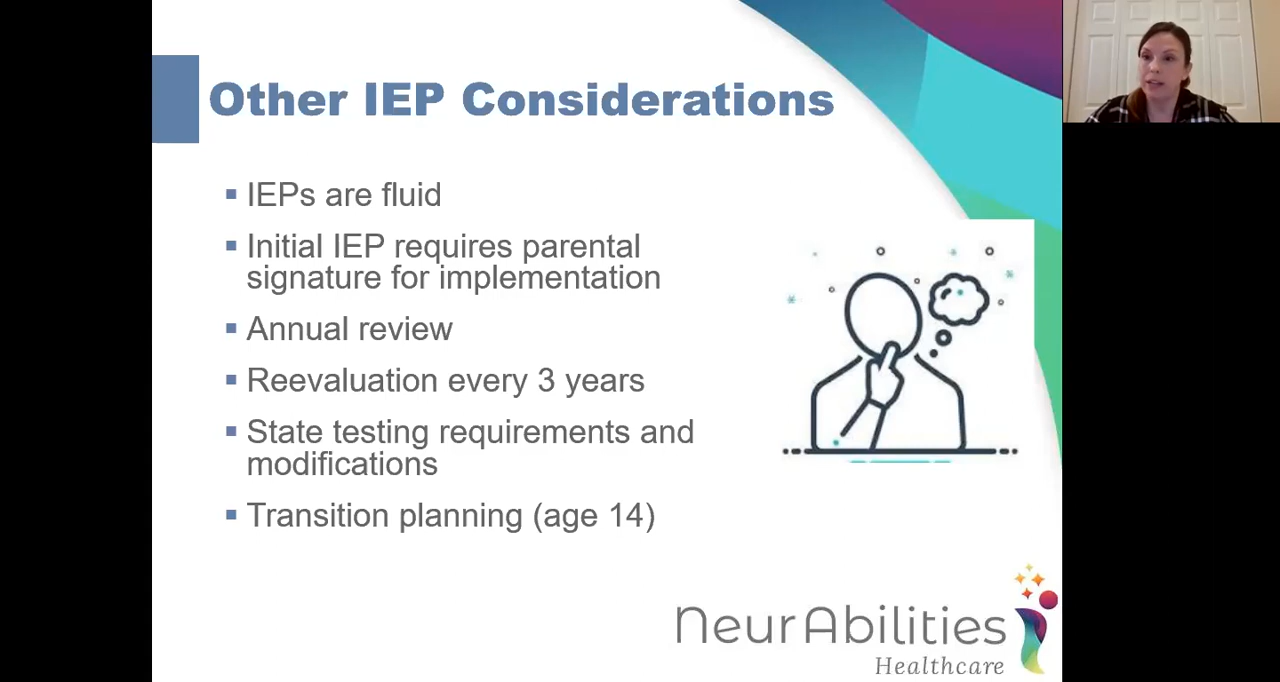 Other IEP Considerations
▪ IEPs are fluid
▪ Initial IEP requires parental
signature for implementation
▪ Annual review
▪ Reevaluation every 3 years
▪ State testing requirements and
modifications
▪ Transition planning (age 14)
NeurAbilities
Healthcare